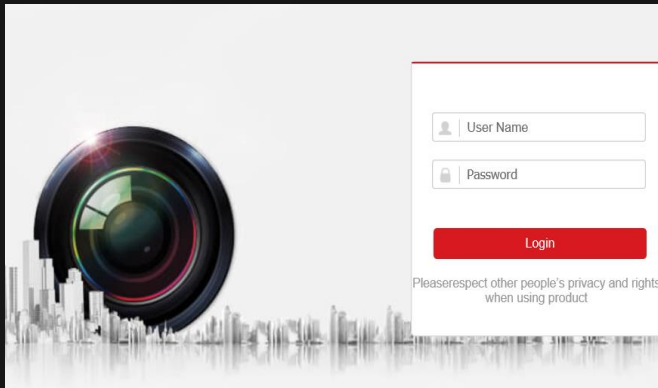 User Name
Password
Login
Pleaserespect other people's privacy and rights
when using product